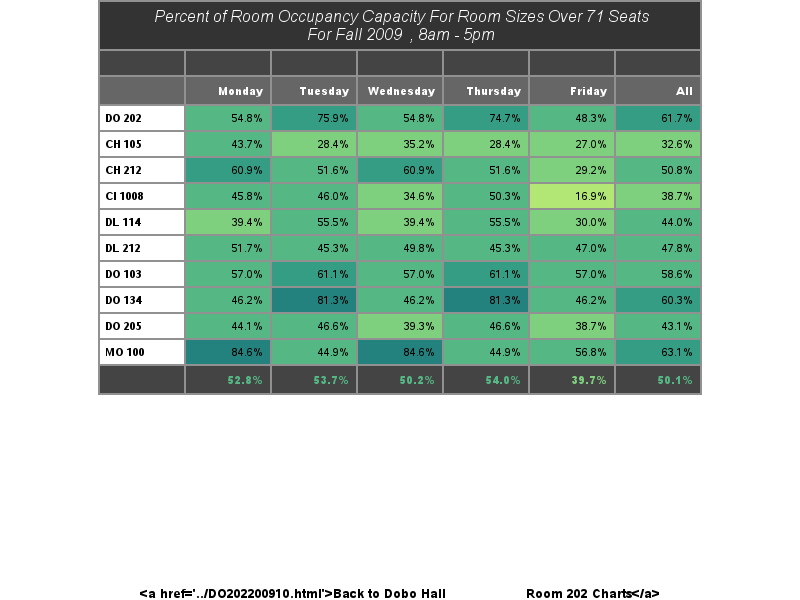 Percent of Room Occupancy Capacity For Room Sizes Over 71 Seats
For Fall 2009 , 8am - 5pm
Monday Tuesday Wednesday Thursday Friday All
DO 202 54.8% 75.9% 54.8% 74.7% 48.3% 61.7%
CH 105 43.7% 28.4% 35.2% 28.4% 27.0% 32.6%
CH 212 60.9% 51.6% 60.9% 51.6% 29.2% 50.8%
CI 1008 45.8% 46.0% 34.6% 50.3% 16.9% 38.7%
DL 114 39.4% 55.5% 39.4% 55.5% 30.0% 44.0%
DL 212 51.7% 45.3% 49.8% 45.3% 47.0% 47.8%
DO 103 57.0% 61.1% 57.0% 61.1% 57.0% 58.6%
DO 134 46.2% 81.3% 46.2% 81.3% 46.2% 60.3%
DO 205 44.1% 46.6% 39.3% 46.6% 38.7% 43.1%
MO 100 84.6% 44.9% 84.6% 44.9% 56.8% 63.1%
52.8% 53.7% 50.2% 54.0% 39.7% 50.1%
<a href='../DO202200910.html'>Back to Dobo Hall Room 202 Charts</a>